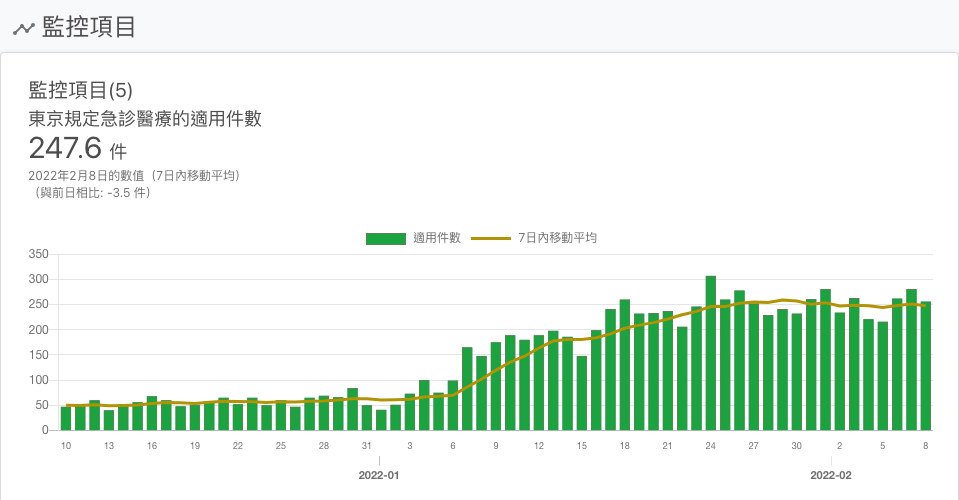 監控項目
監控項目(5)
東京規定急診醫療的適用件數
247.6 件
2022年2月8日的數值（7日內移動平均）
（與前日相比: -3.5 件）
適用件數 7日內移動平均
350
300
250
200
150
100
50
0
10 13 16 19 22 25 28 31 3 6 9 12 15 18 21 24 27 30 2 5 8
2022-01 2022-02